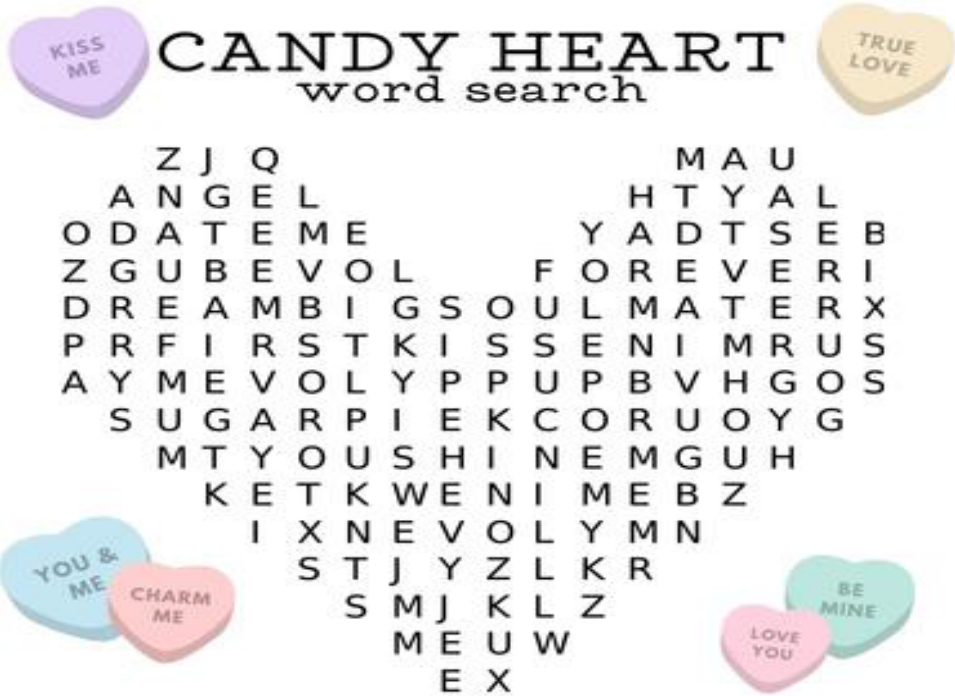 KISS
ME
CANDY HEART
word search
TRUE
LOVE
Z J Q M A U
A N G E L H T Y A L
O D A T E M E Y A D T S E B
Z G U B E V O L F O R E V E R I
D R E A M B I G S O U L M A T E R X
P R F I R S T K I S S E N I M R U S
A Y M E V O L Y P P U P B V H G O S
S U G A R P I E K C O R U O Y G
M T Y O U S H I N E M G U H
K E T K W E N I M E B Z
I X N E V O L Y M N
S T J Y Z L K R
S M J K L Z
M E U W
E X
YOU &
ME
CHARM
ME
BE
MINE
LOVE
YOU